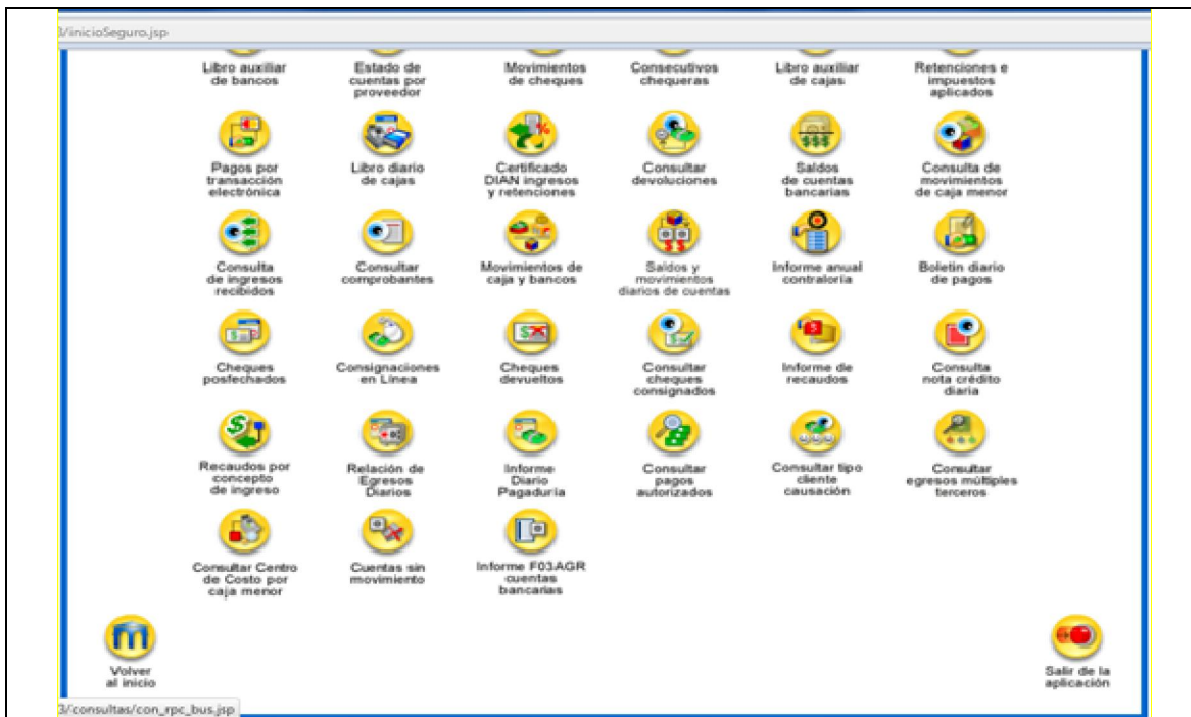 3/inicioSeguro.jsp
Libro auxiliar
de bancos
Estado de
cuentas por
proveedor
Movimientos
de cheques
Consecutivos
chequeras
Libro auxiliar
de cajas
Retenciones e
impuestos
aplicados
Pagos por
transacción
electrónica
Libro diario
de cajas
Certificado
DIAN ingresos
y retenciones
Consultar
devoluciones
Saldos
de cuentas
bancarias
Consulta de
movimientos
de caja menor
Consulta
de ingresos
recibidos
Consultar
comprobantes
Movimientos de
caja y bancos
Saldos y
movimientos
diarios de cuentas
Informe anual
contraloría
Boletín diario
de pagos
Cheques
posfechados
Consignaciones
en Línea
Cheques
devueltos
Consultar
cheques
consignados
Informe de
recaudos
Consulta
nota crédito
diaria
Recaudos por
concepto
de ingreso
Relación de
Egresos
Diarios
Informe
Diario
Pagaduría
Consultar
pagos
autorizados
Consultar tipo
cliente
causación
Consultar
egresos múltiples
terceros
Consultar Centro
de Costo por
caja menor
Cuentas sin
movimiento
Informe F03-AGR
cuentas
bancarias
Volver
al inicio
Salir de la
aplicación
3/consultas/con_rpc_bus.jsp